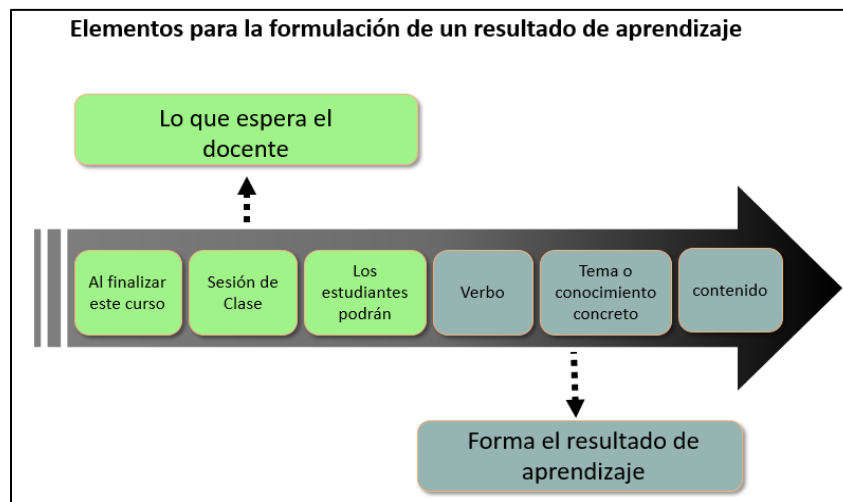 Elementos para la formulación de un resultado de aprendizaje
Lo que espera el
docente
Al finalizar
este curso
Sesión de
Clase
Los
estudiantes
podrán
Verbo
Tema o
conocimiento
concreto
contenido
Forma el resultado de
aprendizaje